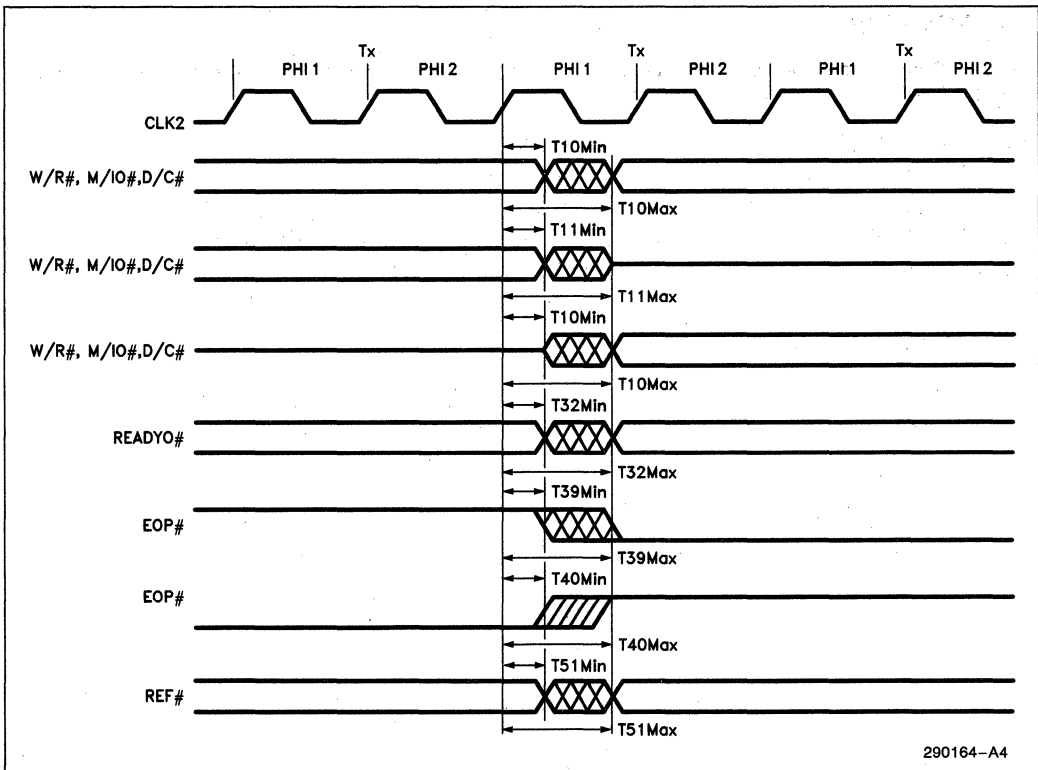 Tx Tx Tx
PHI 1 PHI 2 PHI 1 PHI 2 PHI 1 PHI 2
CLK2
T10Min
W/R#, M/IO#,D/C#
T10Max
T11Min
W/R#, M/IO#,D/C#
T11Max
T10Min
W/R#, M/IO#,D/C#
T10Max
T32Min
READYO#
T32Max
T39Min
EOP#
T39Max
T40Min
EOP#
T40Max
T51Min
REF#
T51Max
290164-A4